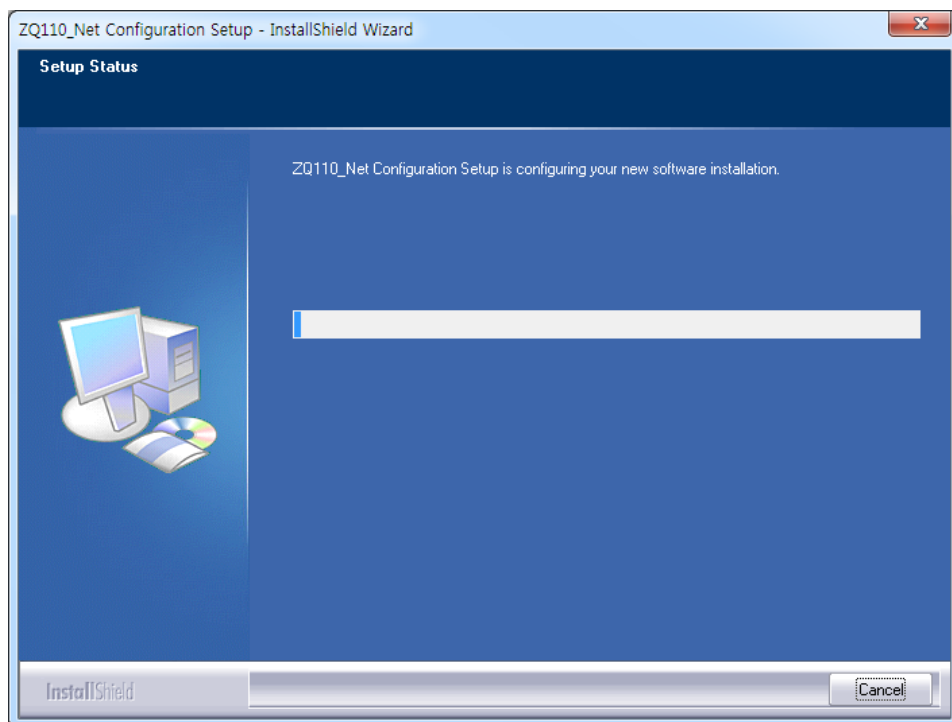 ZQ110_Net Configuration Setup - InstallShield Wizard
Setup Status
ZQ110_Net Configuration Setup is configuring your new software installation.
InstallShield
Cancel